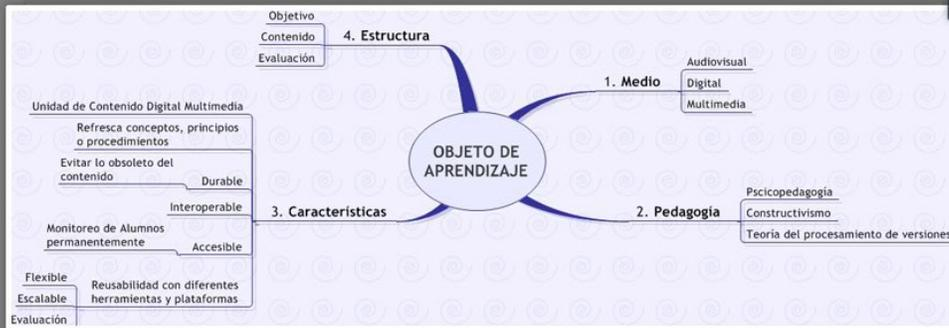 OBJETO DE
APRENDIZAJE
1. Medio
Audiovisual
Digital
Multimedia
2. Pedagogía
Pscicopedagogía
Constructivismo
Teoría del procesamiento de versiones
3. Características
Unidad de Contenido Digital Multimedia
Refresca conceptos, principios
o procedimientos
Durable
Evitar lo obsoleto del
contenido
Interoperable
Accesible
Monitoreo de Alumnos
permanentemente
Reusabilidad con diferentes
herramientas y plataformas
Flexible
Escalable
Evaluación
4. Estructura
Objetivo
Contenido
Evaluación